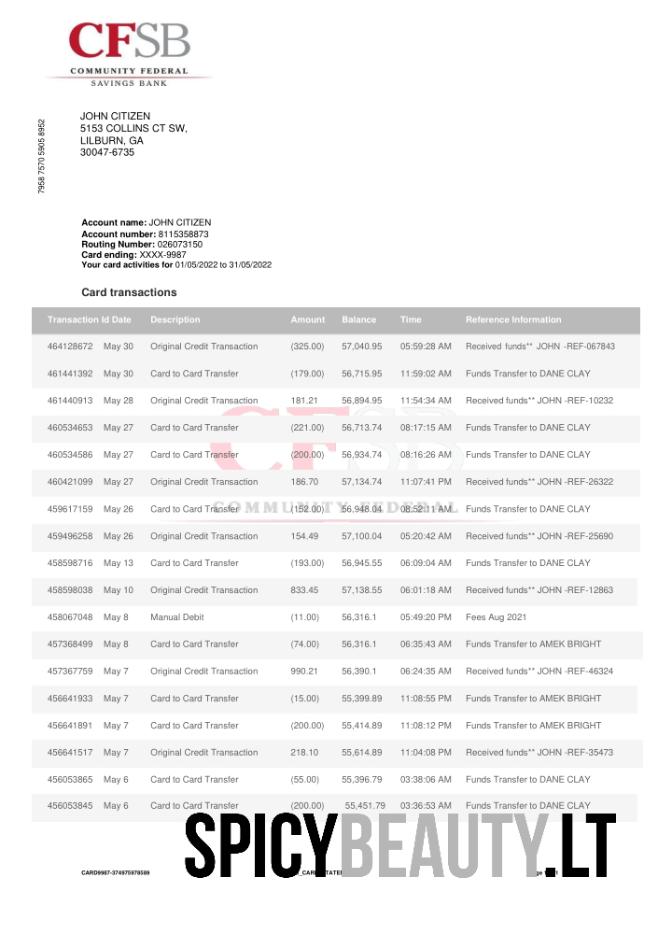 CFSB
COMMUNITY FEDERAL
SAVINGS BANK
7958 7570 5905 8952
JOHN CITIZEN
5153 COLLINS CT SW,
LILBURN, GA
30047-6735
Account name: JOHN CITIZEN
Account number: 8115358873
Routing Number: 026073150
Card ending: XXXX-9987
Your card activities for 01/05/2022 to 31/05/2022
Card transactions
Transaction Id Date Description Amount Balance Time Reference Information
464128672 May 30 Original Credit Transaction (325.00) 57,040.95 05:59:28 AM Received funds** JOHN -REF-067843
461441392 May 30 Card to Card Transfer (179.00) 56,715.95 11:59:02 AM Funds Transfer to DANE CLAY
461440913 May 28 Original Credit Transaction 181.21 56,894.95 11:54:34 AM Received funds** JOHN -REF-10232
460534653 May 27 Card to Card Transfer (221.00) 56,713.74 08:17:15 AM Funds Transfer to DANE CLAY
460534586 May 27 Card to Card Transfer (200.00) 56,934.74 08:16:26 AM Funds Transfer to DANE CLAY
460421099 May 27 Original Credit Transaction 186.70 57,134.74 11:07:41 PM Received funds** JOHN -REF-26322
459617159 May 26 Card to Card Transfer (152.00) 56,948.04 08:52:11 AM Funds Transfer to DANE CLAY
459496258 May 26 Original Credit Transaction 154.49 57,100.04 05:20:42 AM Received funds** JOHN -REF-25690
458598716 May 13 Card to Card Transfer (193.00) 56,945.55 06:09:04 AM Funds Transfer to DANE CLAY
458598038 May 10 Original Credit Transaction 833.45 57,138.55 06:01:18 AM Received funds** JOHN -REF-12863
458067048 May 8 Manual Debit (11.00) 56,316.1 05:49:20 PM Fees Aug 2021
457368499 May 8 Card to Card Transfer (74.00) 56,316.1 06:35:43 AM Funds Transfer to AMEK BRIGHT
457367759 May 7 Original Credit Transaction 990.21 56,390.1 06:24:35 AM Received funds** JOHN -REF-46324
456641933 May 7 Card to Card Transfer (15.00) 55,399.89 11:08:55 PM Funds Transfer to AMEK BRIGHT
456641891 May 7 Card to Card Transfer (200.00) 55,414.89 11:08:12 PM Funds Transfer to AMEK BRIGHT
456641517 May 7 Original Credit Transaction 218.10 55,614.89 11:04:08 PM Received funds** JOHN -REF-35473
456053865 May 6 Card to Card Transfer (55.00) 55,396.79 03:38:06 AM Funds Transfer to DANE CLAY
456053845 May 6 Card to Card Transfer (200.00) 55,451.79 03:36:53 AM Funds Transfer to DANE CLAY
CFSB
COMMUNITY FEDERAL
SPICYBEAUTY.LT
CARD9987-374975978589